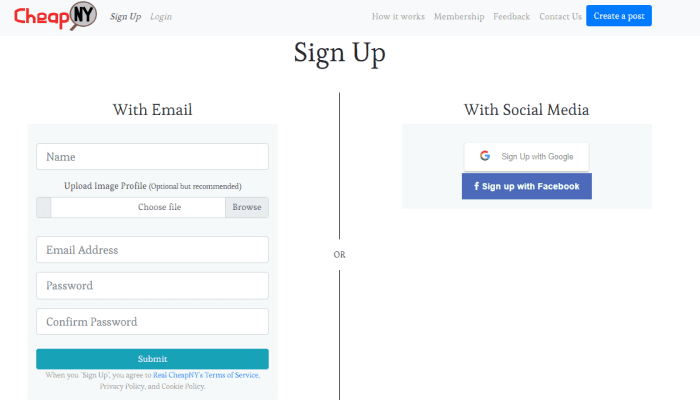 CheapNY Sign Up Login How it works Membership Feedback Contact Us Create a post
Sign Up
With Email
Name
Upload Image Profile (Optional but recommended)
Choose file Browse
Email Address
Password
Confirm Password
Submit
When you "Sign Up", you agree to Real CheapNY's Terms of Service,
Privacy Policy, and Cookie Policy.
OR
With Social Media
Sign Up with Google
f Sign up with Facebook